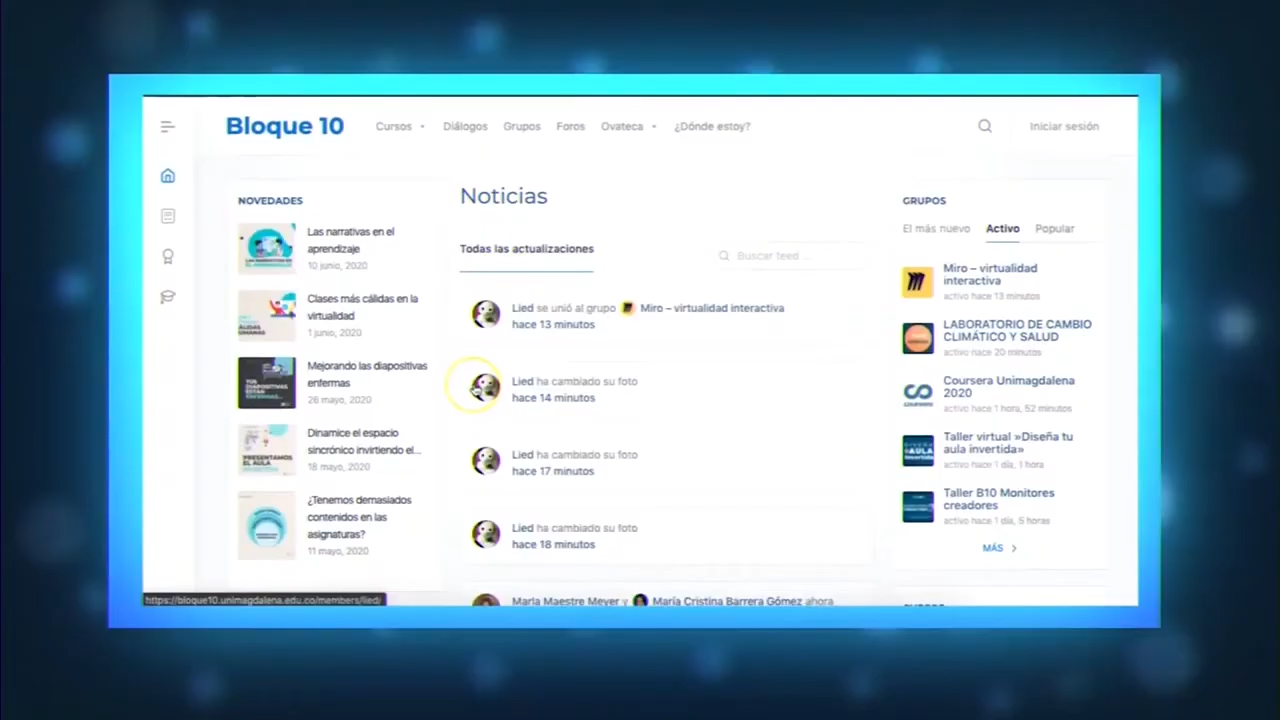 Bloque 10
Cursos
Diálogos
Grupos
Foros
Ovateca
¿Dónde estoy?
Iniciar sesión
NOVEDADES
Las narrativas en el
aprendizaje
10 junio, 2020
Clases más cálidas en la
virtualidad
1 junio, 2020
Mejorando las diapositivas
enfermas
26 mayo, 2020
Dinamice el espacio
sincrónico invirtiendo el...
18 mayo, 2020
¿Tenemos demasiados
contenidos en las
asignaturas?
11 mayo, 2020
Noticias
Todas las actualizaciones
Buscar feed ...
Lied se unió al grupo Miro – virtualidad interactiva
hace 13 minutos
Lied ha cambiado su foto
hace 14 minutos
Lied ha cambiado su foto
hace 17 minutos
Lied ha cambiado su foto
hace 18 minutos
Marla Maestre Meyer y María Cristina Barrera Gómez ahora
GRUPOS
El más nuevo
Activo
Popular
Miro – virtualidad
interactiva
activo hace 13 minutos
LABORATORIO DE CAMBIO
CLIMÁTICO Y SALUD
activo hace 20 minutos
Coursera Unimagdalena
2020
activo hace 1 hora, 52 minutos
Taller virtual »Diseña tu
aula invertida»
activo hace 1 día, 1 hora
Taller B10 Monitores
creadores
activo hace 1 día, 5 horas
MÁS
https://bloque10.unimagdalena.edu.co/members/lied/